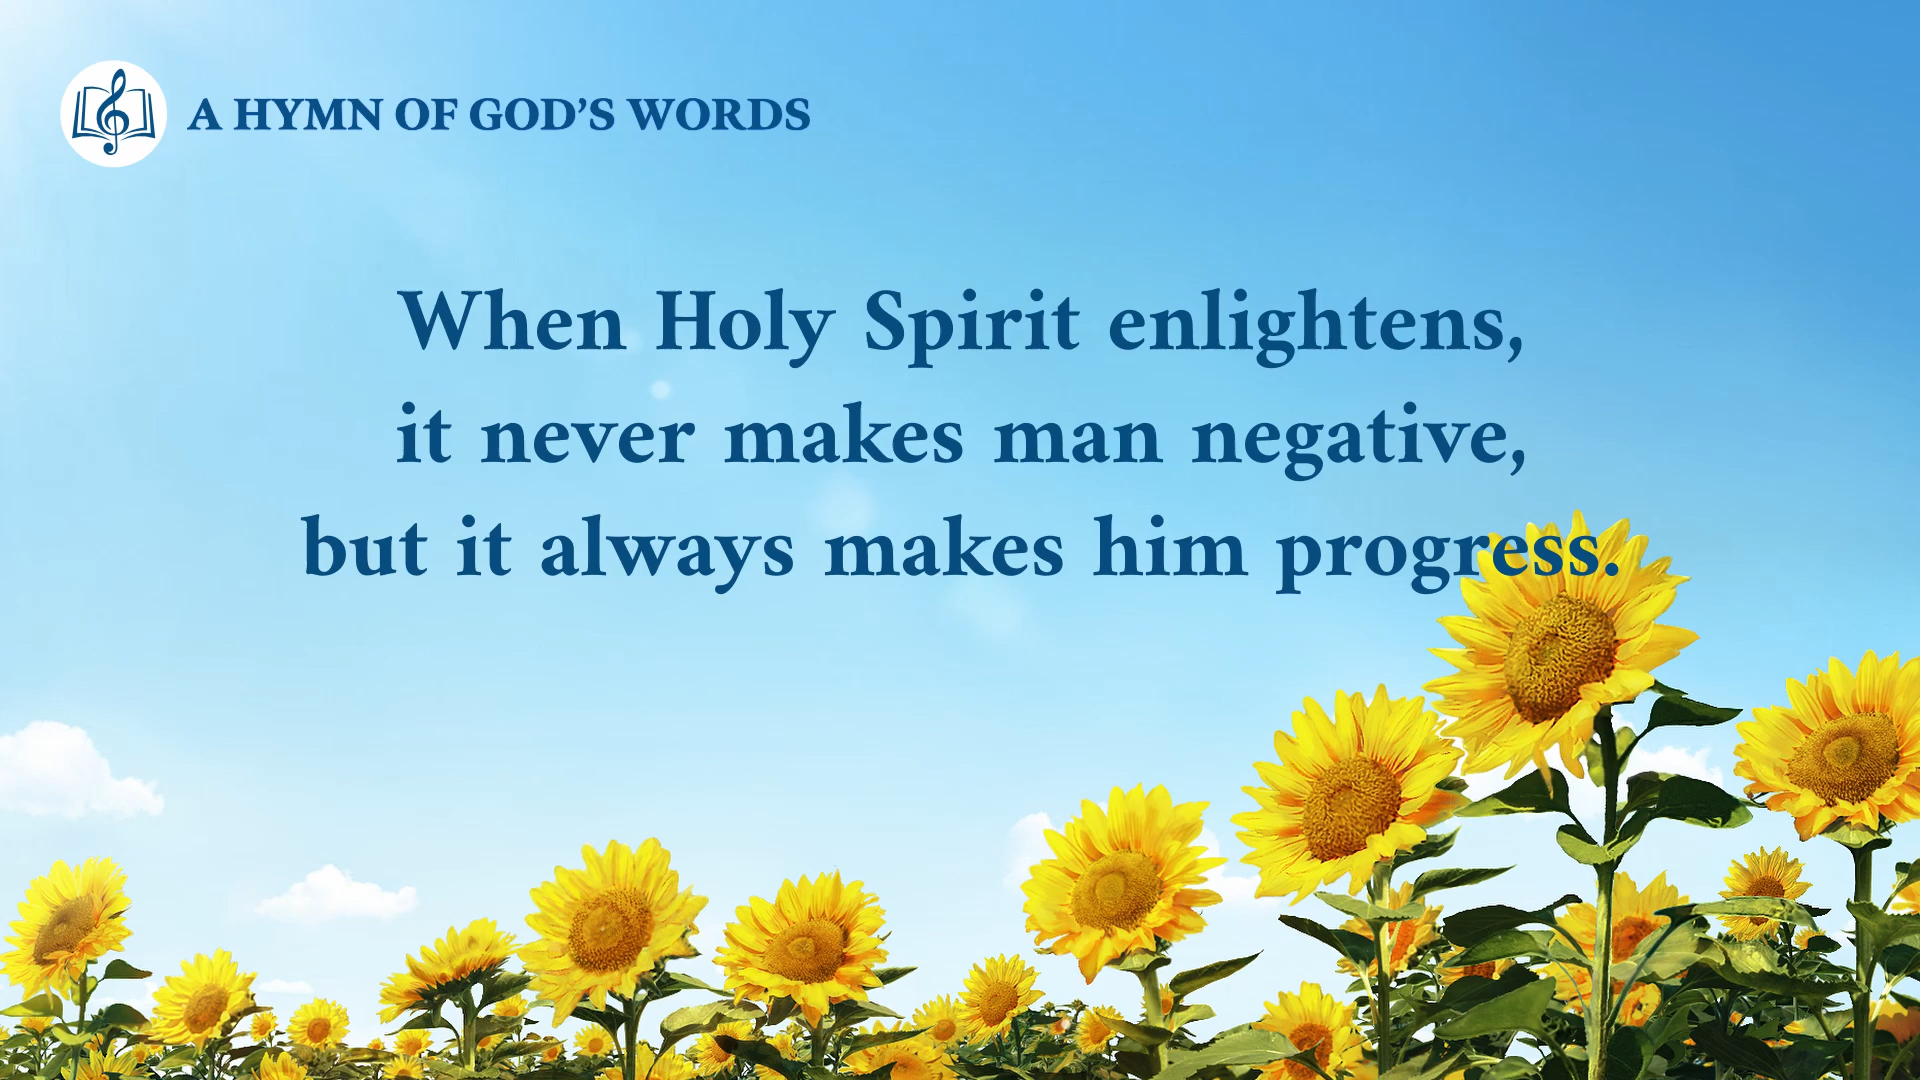 A HYMN OF GOD’S WORDS
When Holy Spirit enlightens,
it never makes man negative,
but it always makes him progress.